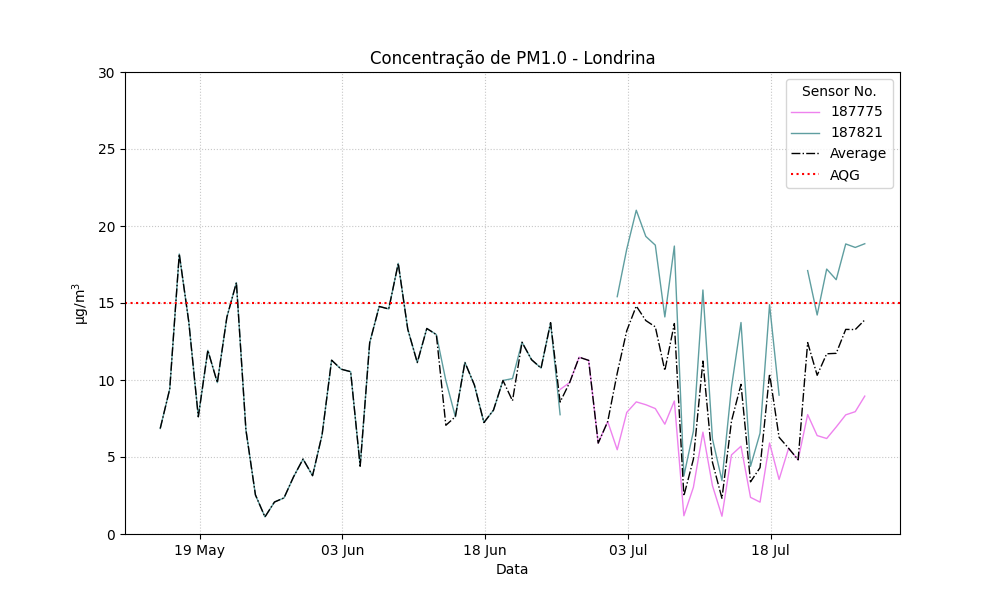 Concentração de PM1.0 - Londrina
Sensor No.
187775
187821
Average
AQG
30
25
20
15
10
5
0
µg/m³
19 May
03 Jun
18 Jun
03 Jul
18 Jul
Data